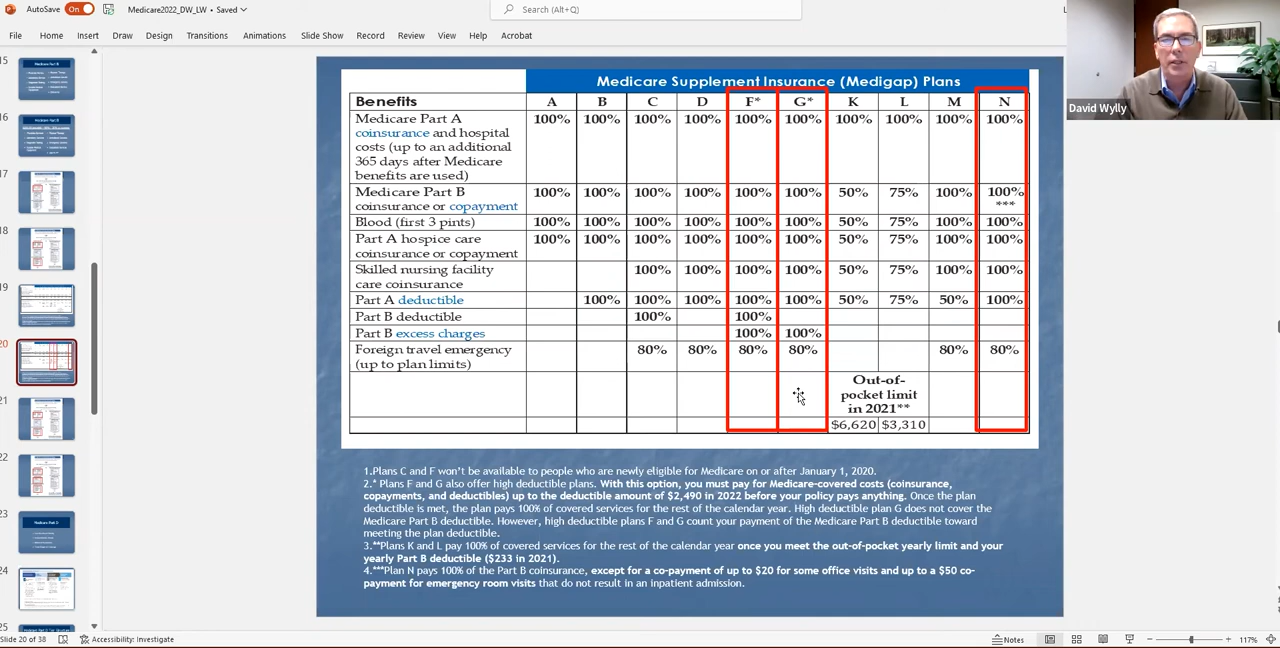 AutoSave On Medicare2022_DW_LW • Saved Search (Alt+Q)
File Home Insert Draw Design Transitions Animations Slide Show Record Review View Help Acrobat
David Wylly
15
16
17
18
19
20
21
22
23
24
25
Medicare Part B
Medicare Part D
Medicare Supplement Insurance (Medigap) Plans
Benefits A B C D F* G* K L M N
Medicare Part A 100% 100% 100% 100% 100% 100% 100% 100% 100% 100%
coinsurance and hospital
costs (up to an additional
365 days after Medicare
benefits are used)
Medicare Part B 100% 100% 100% 100% 100% 100% 50% 75% 100% 100%
coinsurance or copayment ***
Blood (first 3 pints) 100% 100% 100% 100% 100% 100% 50% 75% 100% 100%
Part A hospice care 100% 100% 100% 100% 100% 100% 50% 75% 100% 100%
coinsurance or copayment
Skilled nursing facility 100% 100% 100% 100% 50% 75% 100% 100%
care coinsurance
Part A deductible 100% 100% 100% 100% 100% 50% 75% 50% 100%
Part B deductible 100% 100%
Part B excess charges 100% 100%
Foreign travel emergency 80% 80% 80% 80% 80% 80%
(up to plan limits)
Out-of-
pocket limit
in 2021**
$6,620 $3,310
1.Plans C and F won't be available to people who are newly eligible for Medicare on or after January 1, 2020.
2.* Plans F and G also offer high deductible plans. With this option, you must pay for Medicare-covered costs (coinsurance,
copayments, and deductibles) up to the deductible amount of $2,490 in 2022 before your policy pays anything. Once the plan
deductible is met, the plan pays 100% of covered services for the rest of the calendar year. High deductible plan G does not cover the
Medicare Part B deductible. However, high deductible plans F and G count your payment of the Medicare Part B deductible toward
meeting the plan deductible.
3.**Plans K and L pay 100% of covered services for the rest of the calendar year once you meet the out-of-pocket yearly limit and your
yearly Part B deductible ($233 in 2021).
4.***Plan N pays 100% of the Part B coinsurance, except for a co-payment of up to $20 for some office visits and up to a $50 co-
payment for emergency room visits that do not result in an inpatient admission.
Slide 20 of 38 Accessibility: Investigate Notes 117%